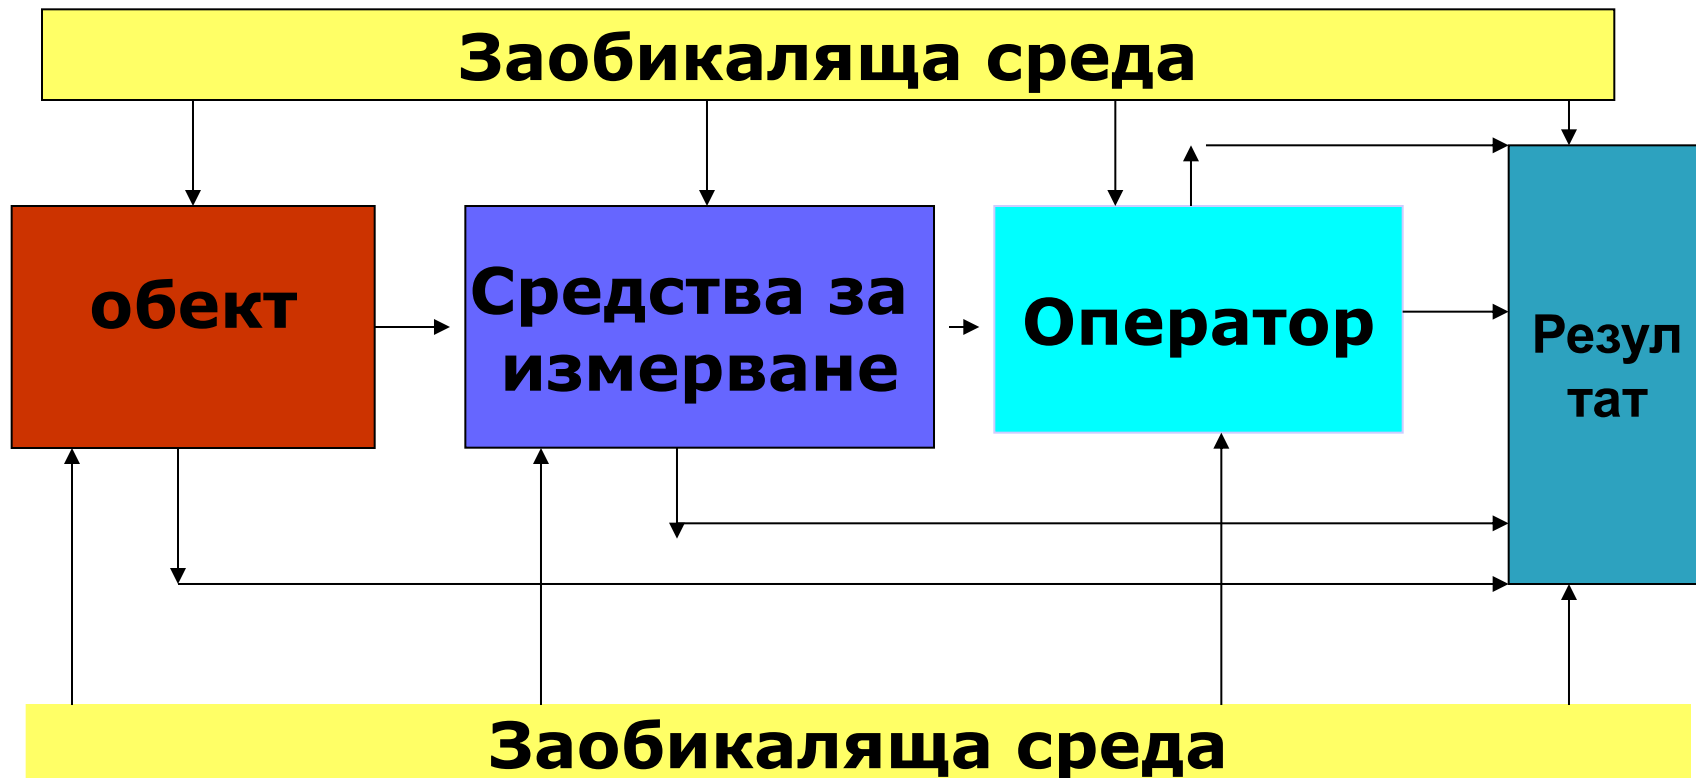 Заобикаляща среда
обект
Средства за
измерване
Оператор
Резул
тат
Заобикаляща среда